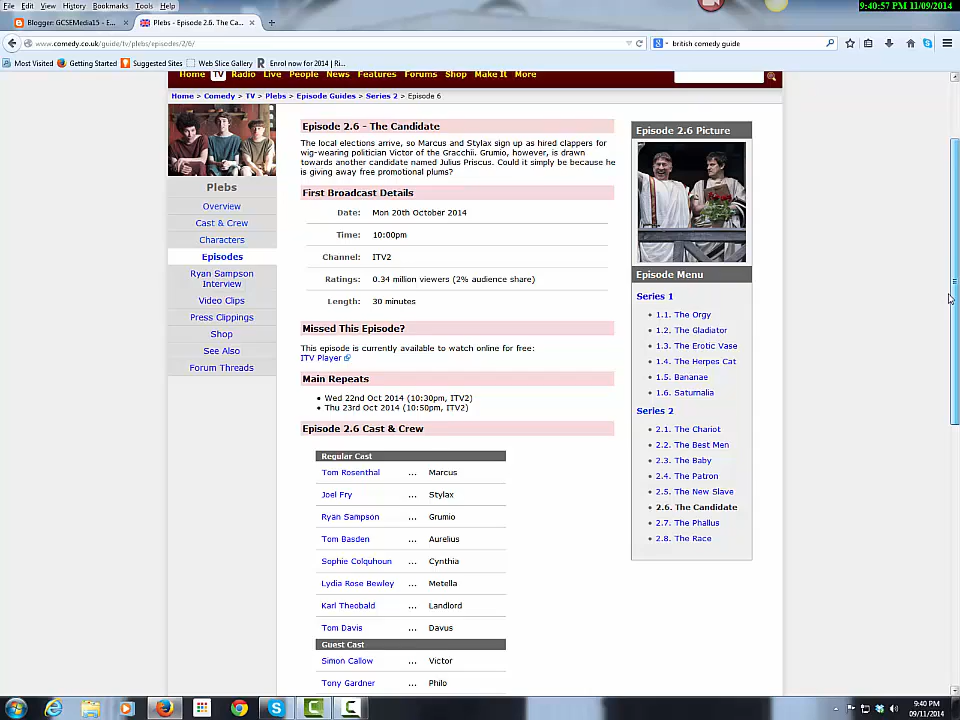 File Edit View History Bookmarks Tools Help
9:40:57 PM 11/09/2014
Blogger: GCSEMedia15 - E...
Plebs - Episode 2.6. The Ca...
www.comedy.co.uk/guide/tv/plebs/episodes/2/6/
british comedy guide
Most Visited Getting Started Suggested Sites Web Slice Gallery Enrol now for 2014 | Ri...
Home TV Radio Live People News Features Forums Shop Make It More
Home > Comedy > TV > Plebs > Episode Guides > Series 2 > Episode 6
Plebs
Overview
Cast & Crew
Characters
Episodes
Ryan Sampson
Interview
Video Clips
Press Clippings
Shop
See Also
Forum Threads
Episode 2.6 - The Candidate
The local elections arrive, so Marcus and Stylax sign up as hired clappers for
wig-wearing politician Victor of the Gracchii. Grumio, however, is drawn
towards another candidate named Julius Priscus. Could it simply be because he
is giving away free promotional plums?
First Broadcast Details
Date: Mon 20th October 2014
Time: 10:00pm
Channel: ITV2
Ratings: 0.34 million viewers (2% audience share)
Length: 30 minutes
Missed This Episode?
This episode is currently available to watch online for free:
ITV Player
Main Repeats
• Wed 22nd Oct 2014 (10:30pm, ITV2)
• Thu 23rd Oct 2014 (10:50pm, ITV2)
Episode 2.6 Cast & Crew
Regular Cast
Tom Rosenthal ... Marcus
Joel Fry ... Stylax
Ryan Sampson ... Grumio
Tom Basden ... Aurelius
Sophie Colquhoun ... Cynthia
Lydia Rose Bewley ... Metella
Karl Theobald ... Landlord
Tom Davis ... Davus
Guest Cast
Simon Callow ... Victor
Tony Gardner ... Philo
Episode 2.6 Picture
Episode Menu
Series 1
• 1.1. The Orgy
• 1.2. The Gladiator
• 1.3. The Erotic Vase
• 1.4. The Herpes Cat
• 1.5. Bananae
• 1.6. Saturnalia
Series 2
• 2.1. The Chariot
• 2.2. The Best Men
• 2.3. The Baby
• 2.4. The Patron
• 2.5. The New Slave
• 2.6. The Candidate
• 2.7. The Phallus
• 2.8. The Race
9:40 PM
09/11/2014